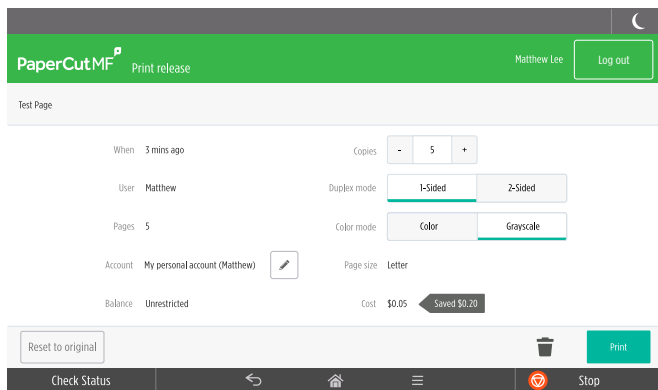 PaperCutMF Print release
Matthew Lee
Log out
Test Page
When 3 mins ago
Copies - 5 +
User Matthew
Duplex mode 1-Sided 2-Sided
Pages 5
Color mode Color Grayscale
Account My personal account (Matthew)
Page size Letter
Balance Unrestricted
Cost $0.05 Saved $0.20
Reset to original
Print
Check Status
Stop